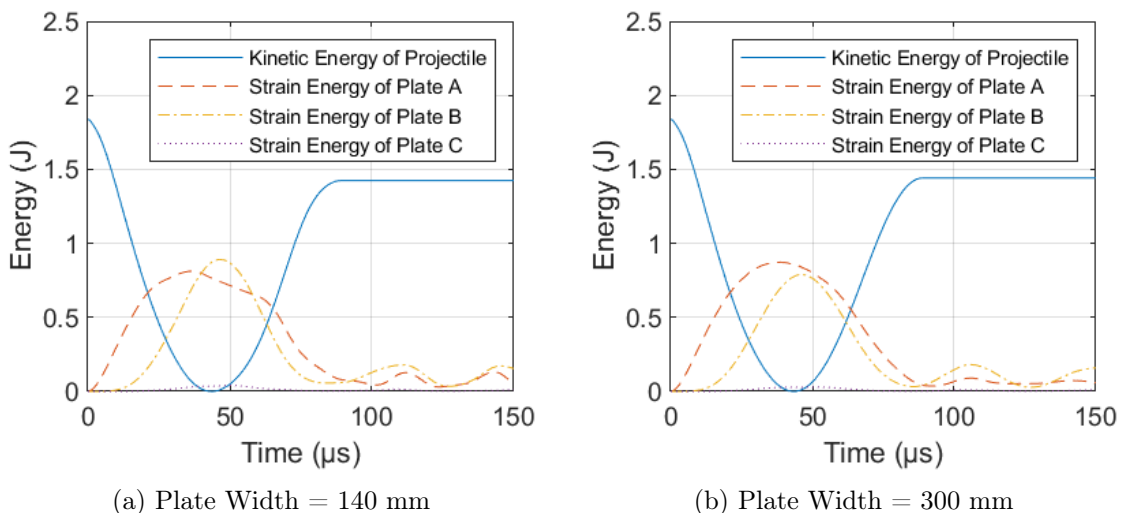 2.5
2
1.5
1
0.5
0
Energy (J)
Kinetic Energy of Projectile
Strain Energy of Plate A
Strain Energy of Plate B
Strain Energy of Plate C
0 50 100 150
Time (µs)
(a) Plate Width = 140 mm
2.5
2
1.5
1
0.5
0
Energy (J)
Kinetic Energy of Projectile
Strain Energy of Plate A
Strain Energy of Plate B
Strain Energy of Plate C
0 50 100 150
Time (µs)
(b) Plate Width = 300 mm